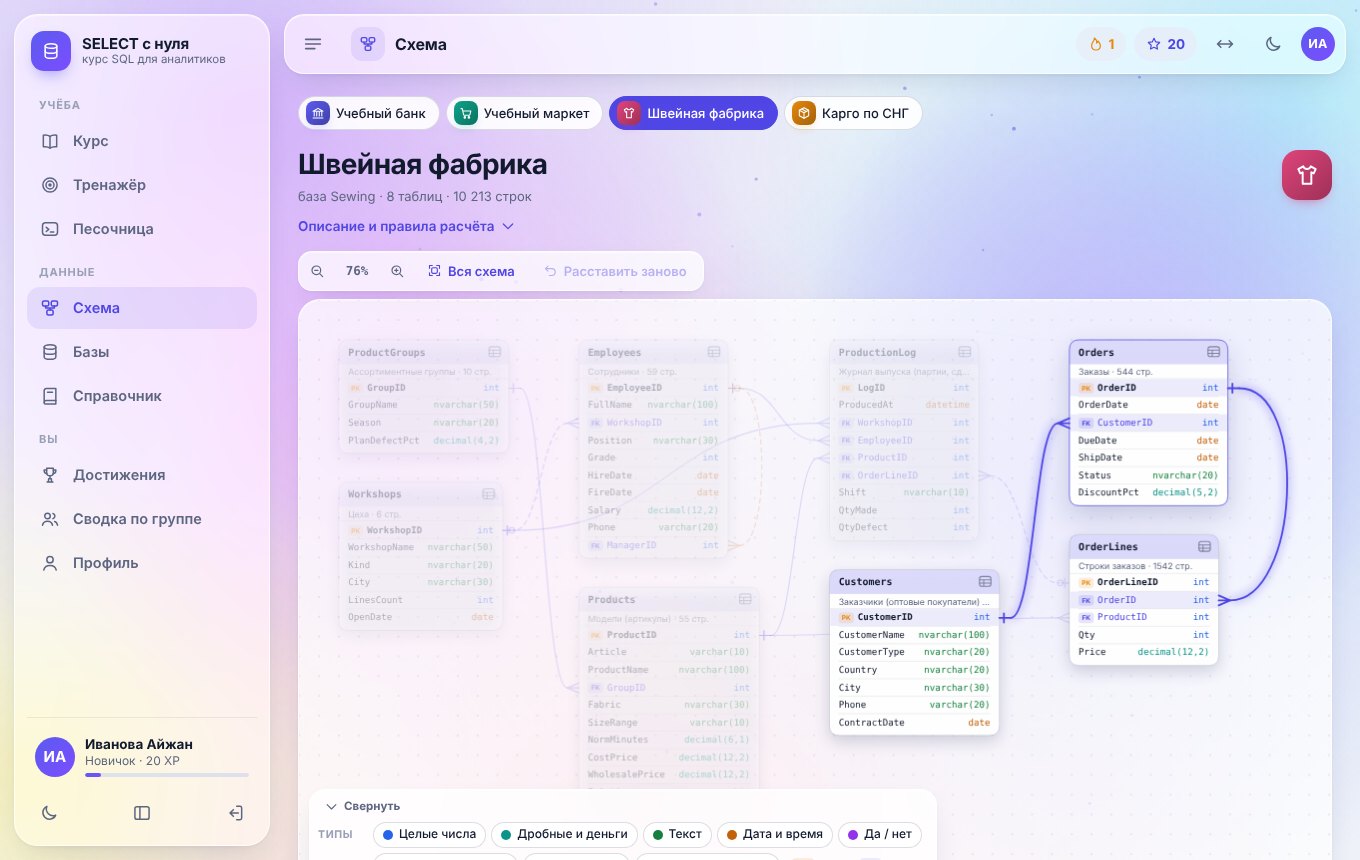 SELECT с нуля
курс SQL для аналитиков
УЧЁБА
Курс
Тренажёр
Песочница
ДАННЫЕ
Схема
Базы
Справочник
ВЫ
Достижения
Сводка по группе
Профиль
ИА
Иванова Айжан
Новичок · 20 XP
Схема
1
20
ИА
Учебный банк
Учебный маркет
Швейная фабрика
Карго по СНГ
Швейная фабрика
база Sewing · 8 таблиц · 10 213 строк
Описание и правила расчёта
76%
Вся схема
Расставить заново
ProductGroups
Ассортиментные группы · 10 стр.
PK GroupID int
GroupName nvarchar(50)
Season nvarchar(20)
PlanDefectPct decimal(4,2)
Workshops
Цеха · 6 стр.
PK WorkshopID int
WorkshopName nvarchar(50)
Kind nvarchar(20)
City nvarchar(30)
LinesCount int
OpenDate date
Employees
Сотрудники · 59 стр.
PK EmployeeID int
FullName nvarchar(100)
FK WorkshopID int
Position nvarchar(30)
Grade int
HireDate date
FireDate date
Salary decimal(12,2)
Phone varchar(20)
FK ManagerID int
Products
Модели (артикулы) · 55 стр.
PK ProductID int
Article varchar(10)
ProductName nvarchar(100)
FK GroupID int
Fabric nvarchar(30)
SizeRange varchar(10)
NormMinutes decimal(6,1)
CostPrice decimal(12,2)
WholesalePrice decimal(12,2)
ProductionLog
Журнал выпуска (партии, сд...
PK LogID int
ProducedAt datetime
FK WorkshopID int
FK EmployeeID int
FK ProductID int
FK OrderLineID int
Shift nvarchar(10)
QtyMade int
QtyDefect int
Customers
Заказчики (оптовые покупатели) ...
PK CustomerID int
CustomerName nvarchar(100)
CustomerType nvarchar(20)
Country nvarchar(20)
City nvarchar(30)
Phone varchar(20)
ContractDate date
Orders
Заказы · 544 стр.
PK OrderID int
OrderDate date
FK CustomerID int
DueDate date
ShipDate date
Status nvarchar(20)
DiscountPct decimal(5,2)
OrderLines
Строки заказов · 1542 стр.
PK OrderLineID int
FK OrderID int
FK ProductID int
Qty int
Price decimal(12,2)
Свернуть
ТИПЫ
Целые числа
Дробные и деньги
Текст
Дата и время
Да / нет